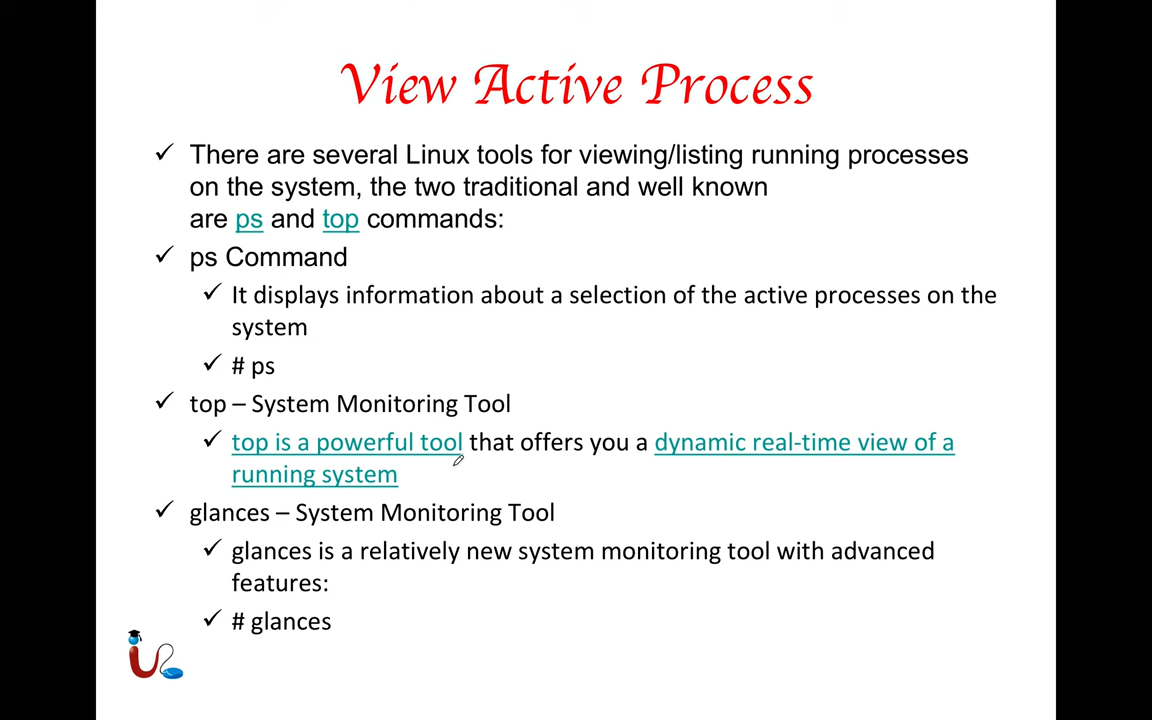 View Active Process
There are several Linux tools for viewing/listing running processes
on the system, the two traditional and well known
are ps and top commands:
ps Command
It displays information about a selection of the active processes on the
system
# ps
top – System Monitoring Tool
top is a powerful tool that offers you a dynamic real-time view of a
running system
glances – System Monitoring Tool
glances is a relatively new system monitoring tool with advanced
features:
# glances